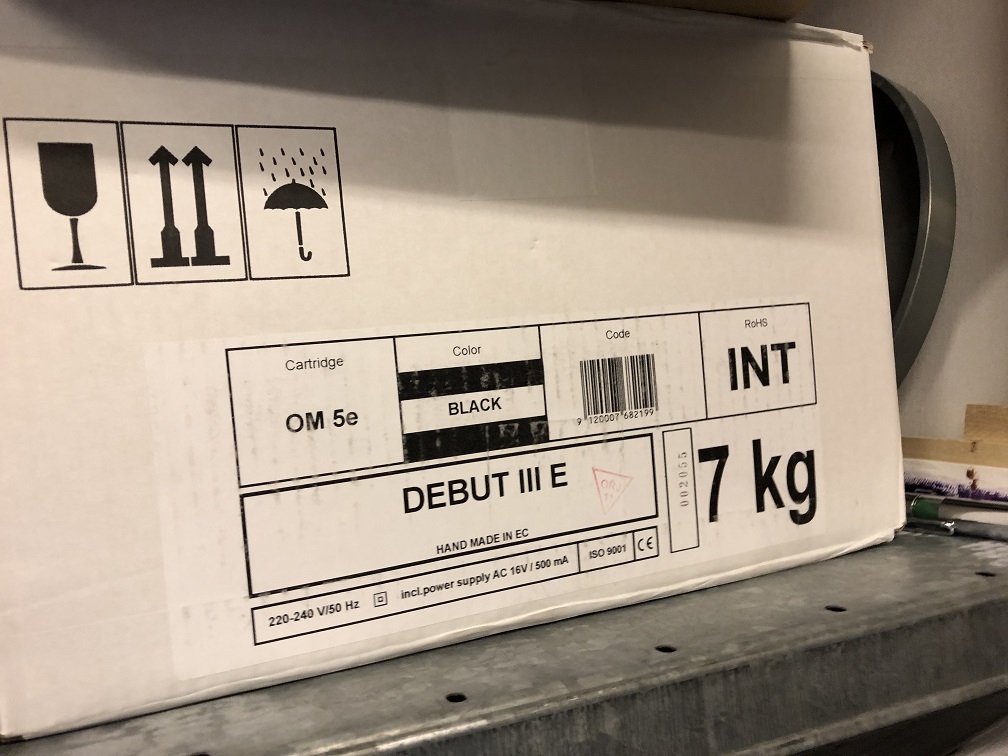 Cartridge
OM 5e
Color
BLACK
Code
9 120007 682199
RoHS
INT
DEBUT III E
HAND MADE IN EC
002055
7 kg
220-240 V/50 Hz
incl.power supply AC 16V / 500 mA
ISO 9001
CE